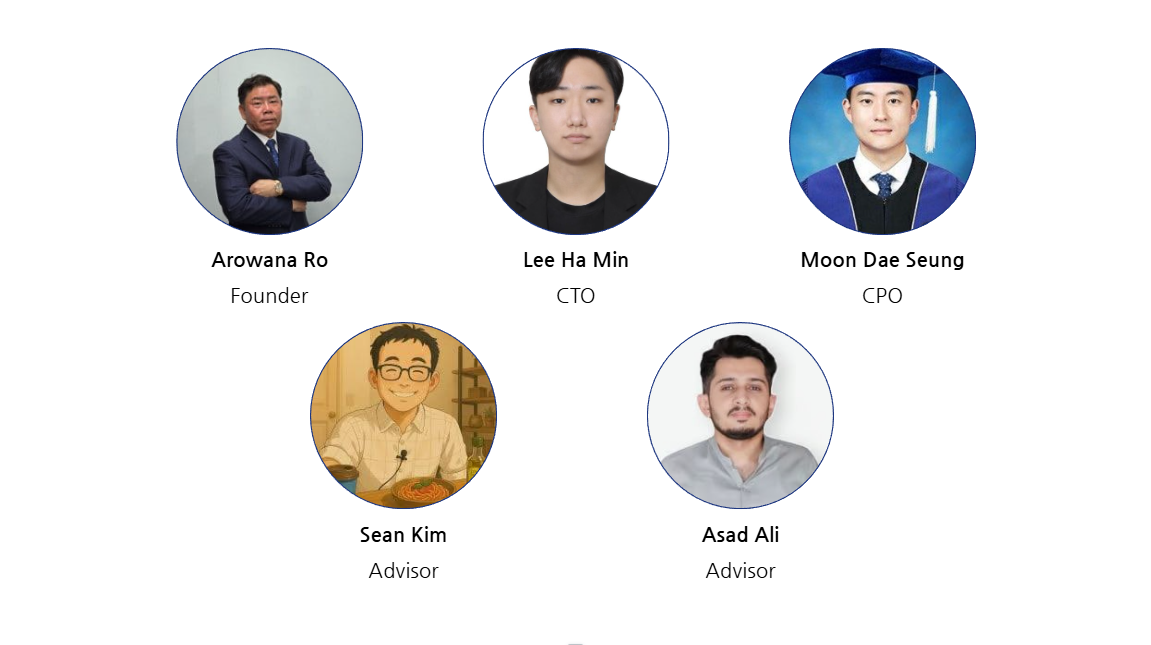 Arowana Ro
Founder
Lee Ha Min
CTO
Moon Dae Seung
CPO
Sean Kim
Advisor
Asad Ali
Advisor